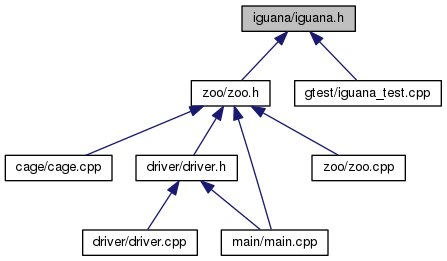 iguana/iguana.h
zoo/zoo.h
gtest/iguana_test.cpp
cage/cage.cpp
driver/driver.h
zoo/zoo.cpp
driver/driver.cpp
main/main.cpp